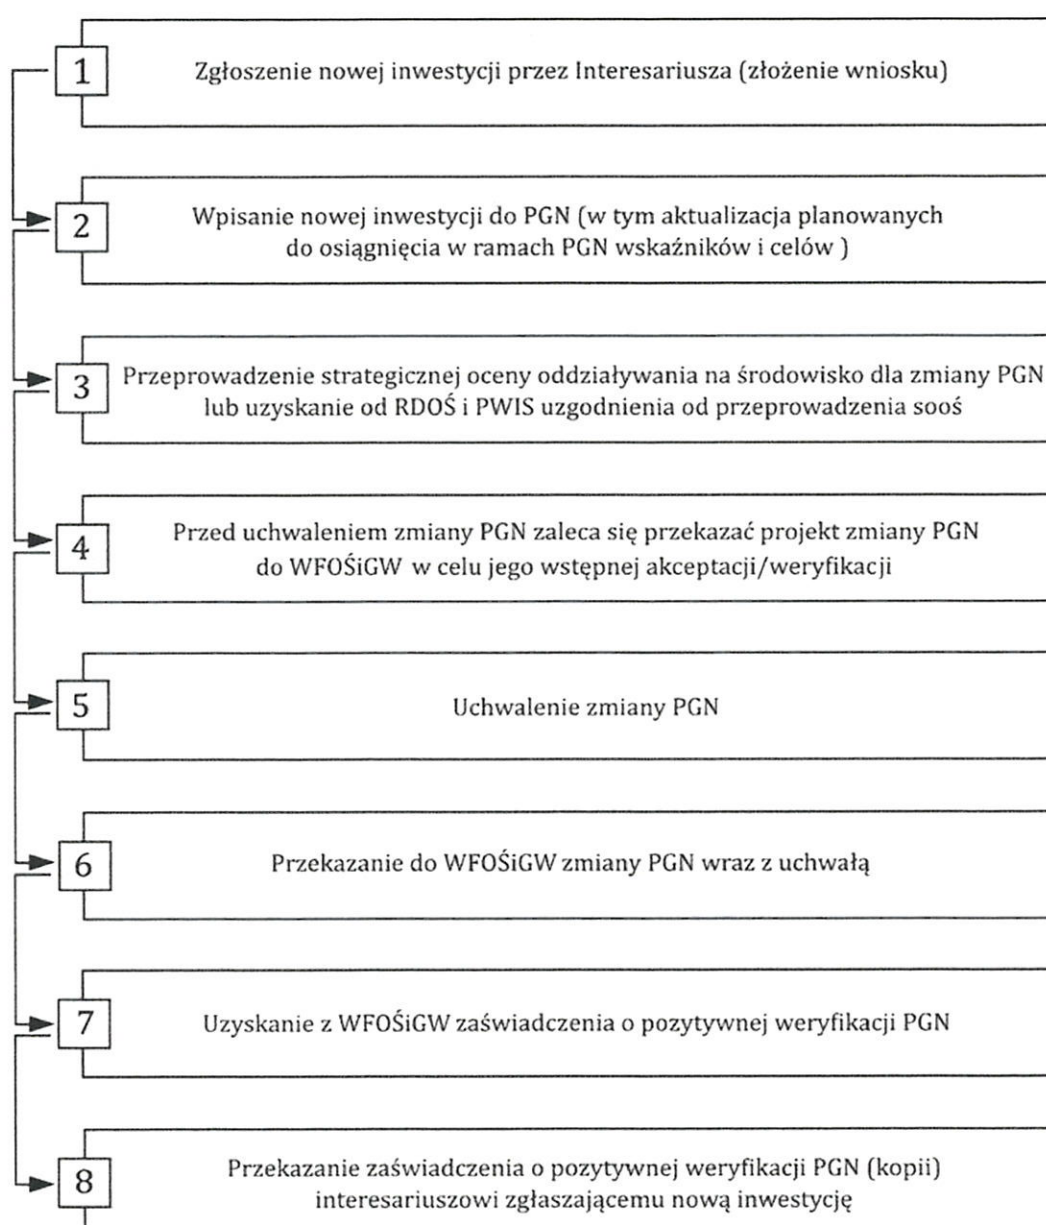 1
Zgłoszenie nowej inwestycji przez Interesariusza (złożenie wniosku)
2
Wpisanie nowej inwestycji do PGN (w tym aktualizacja planowanych
do osiągnięcia w ramach PGN wskaźników i celów )
3
Przeprowadzenie strategicznej oceny oddziaływania na środowisko dla zmiany PGN
lub uzyskanie od RDOŚ i PWIS uzgodnienia od przeprowadzenia sooś
4
Przed uchwaleniem zmiany PGN zaleca się przekazać projekt zmiany PGN
do WFOŚiGW w celu jego wstępnej akceptacji/weryfikacji
5
Uchwalenie zmiany PGN
6
Przekazanie do WFOŚiGW zmiany PGN wraz z uchwałą
7
Uzyskanie z WFOŚiGW zaświadczenia o pozytywnej weryfikacji PGN
8
Przekazanie zaświadczenia o pozytywnej weryfikacji PGN (kopii)
interesariuszowi zgłaszającemu nową inwestycję